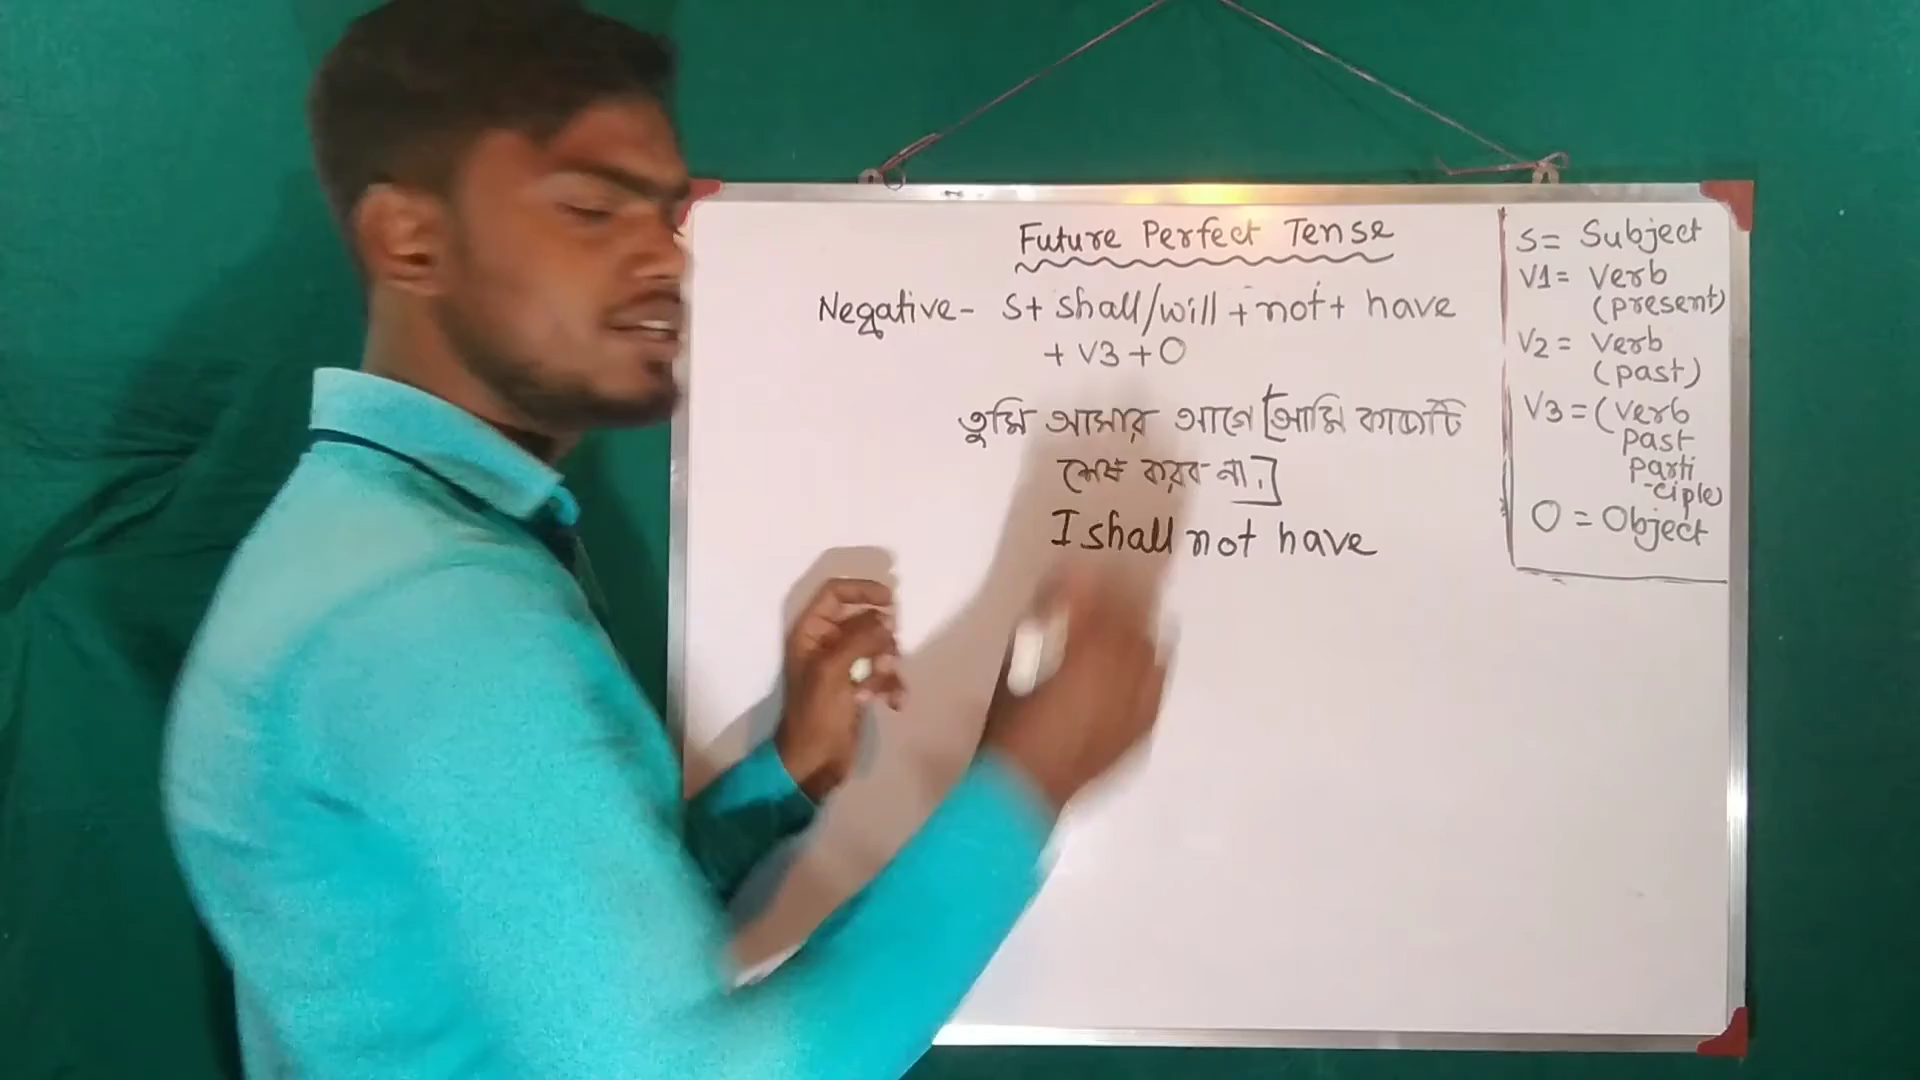 Future Perfect Tense
Negative- S+ shall/will + not + have
+ V3 + O
তুমি আসার আগে [আমি কাজটি
শেষ করব না।]
I shall not have
S= Subject
V1= Verb
(present)
V2= Verb
(past)
V3=(Verb
past
parti
-ciple)
O = Object